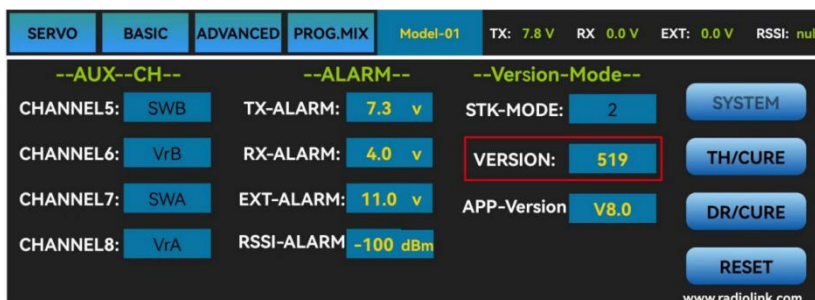 SERVO BASIC ADVANCED PROG.MIX Model-01 TX: 7.8 V RX 0.0 V EXT: 0.0 V RSSI: nul
--AUX--CH-- --ALARM-- --Version-Mode--
CHANNEL5: SWB TX-ALARM: 7.3 v STK-MODE: 2 SYSTEM
CHANNEL6: VrB RX-ALARM: 4.0 v VERSION: 519 TH/CURE
CHANNEL7: SWA EXT-ALARM: 11.0 v APP-Version V8.0 DR/CURE
CHANNEL8: VrA RSSI-ALARM -100 dBm RESET
www.radiolink.com